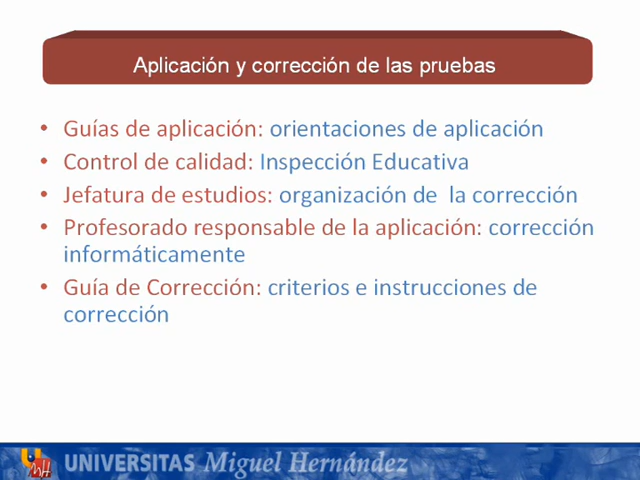 Aplicación y corrección de las pruebas
• Guías de aplicación: orientaciones de aplicación
• Control de calidad: Inspección Educativa
• Jefatura de estudios: organización de la corrección
• Profesorado responsable de la aplicación: corrección
informáticamente
• Guía de Corrección: criterios e instrucciones de
corrección
UMH UNIVERSITAS Miguel Hernández